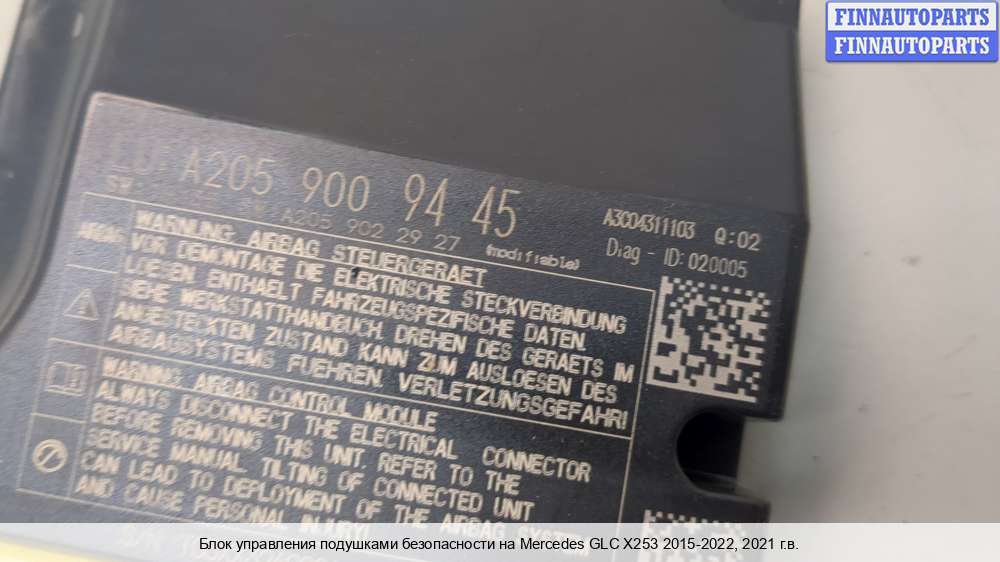 FINNAUTOPARTS
FINNAUTOPARTS
A205 900 94 45
SW: A205 902 29 27 (modifiable)
A3C04311103 Q:02
Diag - ID: 020005
AIRBAG
WARNUNG: AIRBAG STEUERGERAET
VOR DEMONTAGE DIE ELEKTRISCHE STECKVERBINDUNG
LOESEN. ENTHAELT FAHRZEUGSPEZIFISCHE DATEN.
SIEHE WERKSTATTHANDBUCH. DREHEN DES GERAETS IM
ANGESTECKTEN ZUSTAND KANN ZUM AUSLOESEN DES
AIRBAGSYSTEMS FUEHREN. VERLETZUNGSGEFAHR!
WARNING: AIRBAG CONTROL MODULE
ALWAYS DISCONNECT THE ELECTRICAL CONNECTOR
BEFORE REMOVING THIS UNIT. REFER TO THE
SERVICE MANUAL. TILTING OF CONNECTED UNIT
CAN LEAD TO DEPLOYMENT OF THE AIRBAG SYSTEM
AND CAUSE PERSONAL INJURY!
Блок управления подушками безопасности на Mercedes GLC X253 2015-2022, 2021 г.в.